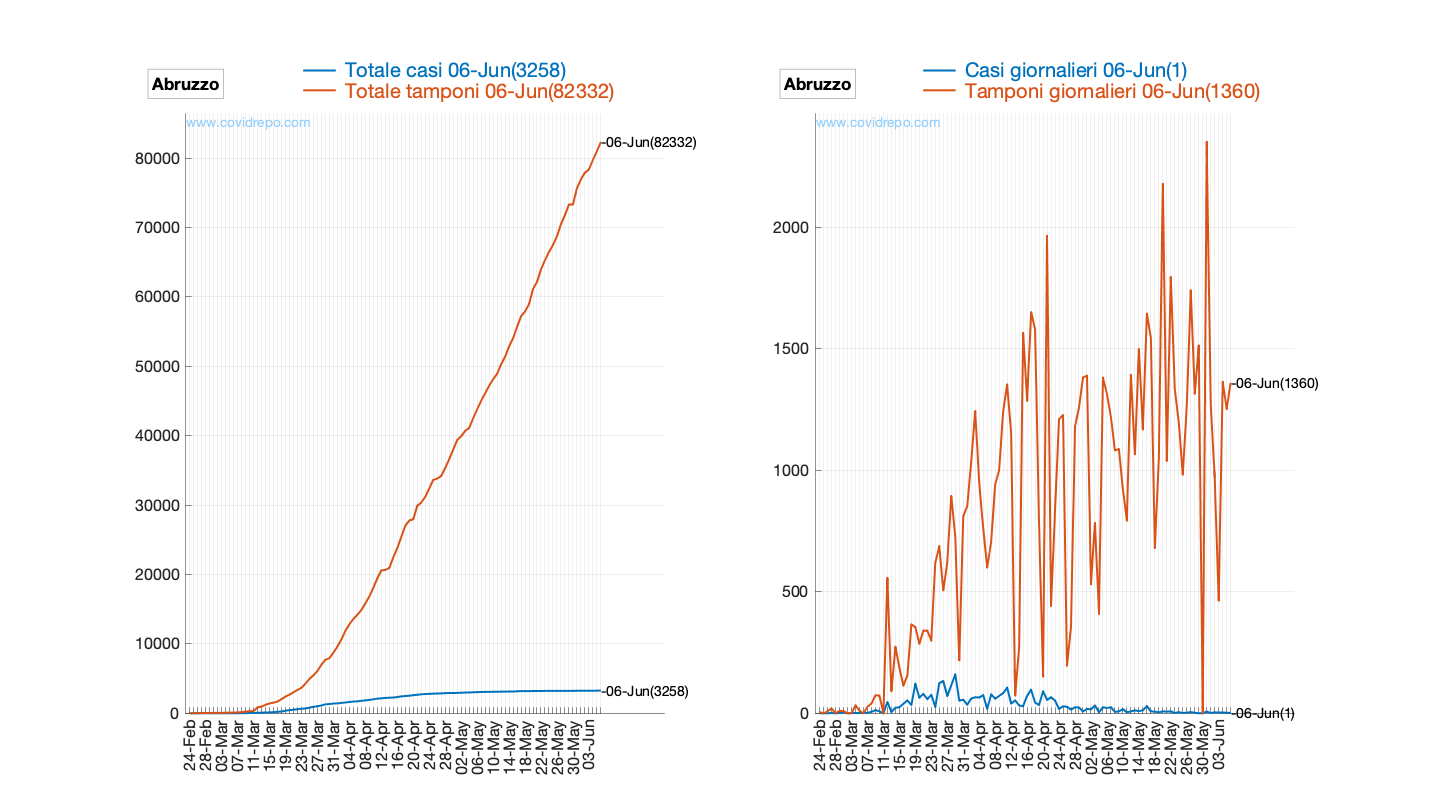 Abruzzo
Totale casi 06-Jun(3258)
Totale tamponi 06-Jun(82332)
www.covidrepo.com
-06-Jun(82332)
80000
70000
60000
50000
40000
30000
20000
10000
0
-06-Jun(3258)
24-Feb
28-Feb
03-Mar
07-Mar
11-Mar
15-Mar
19-Mar
23-Mar
27-Mar
31-Mar
04-Apr
08-Apr
12-Apr
16-Apr
20-Apr
24-Apr
28-Apr
02-May
06-May
10-May
14-May
18-May
22-May
26-May
30-May
03-Jun
Abruzzo
Casi giornalieri 06-Jun(1)
Tamponi giornalieri 06-Jun(1360)
www.covidrepo.com
2000
1500
-06-Jun(1360)
1000
500
0
-06-Jun(1)
24-Feb
28-Feb
03-Mar
07-Mar
11-Mar
15-Mar
19-Mar
23-Mar
27-Mar
31-Mar
04-Apr
08-Apr
12-Apr
16-Apr
20-Apr
24-Apr
28-Apr
02-May
06-May
10-May
14-May
18-May
22-May
26-May
30-May
03-Jun